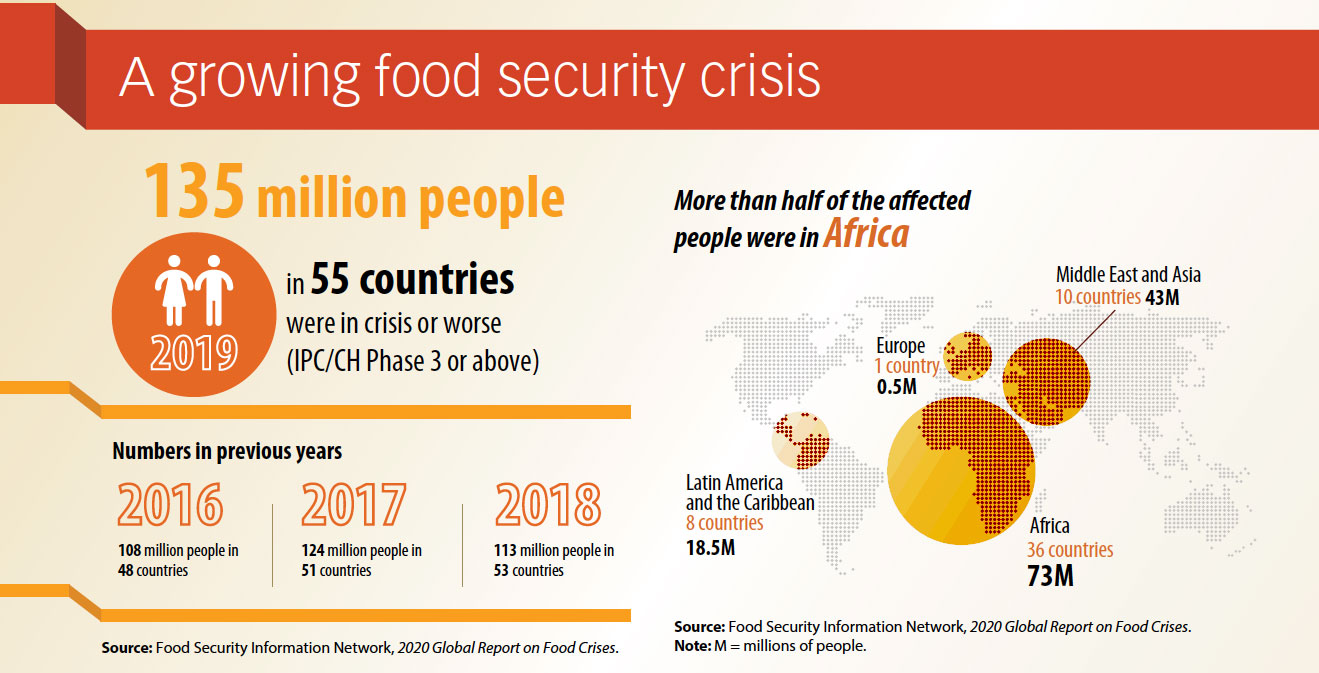 A growing food security crisis
135 million people
2019
in 55 countries
were in crisis or worse
(IPC/CH Phase 3 or above)
Numbers in previous years
2016
108 million people in
48 countries
2017
124 million people in
51 countries
2018
113 million people in
53 countries
Source: Food Security Information Network, 2020 Global Report on Food Crises.
More than half of the affected
people were in Africa
Middle East and Asia
10 countries 43M
Europe
1 country
0.5M
Latin America
and the Caribbean
8 countries
18.5M
Africa
36 countries
73M
Source: Food Security Information Network, 2020 Global Report on Food Crises.
Note: M = millions of people.